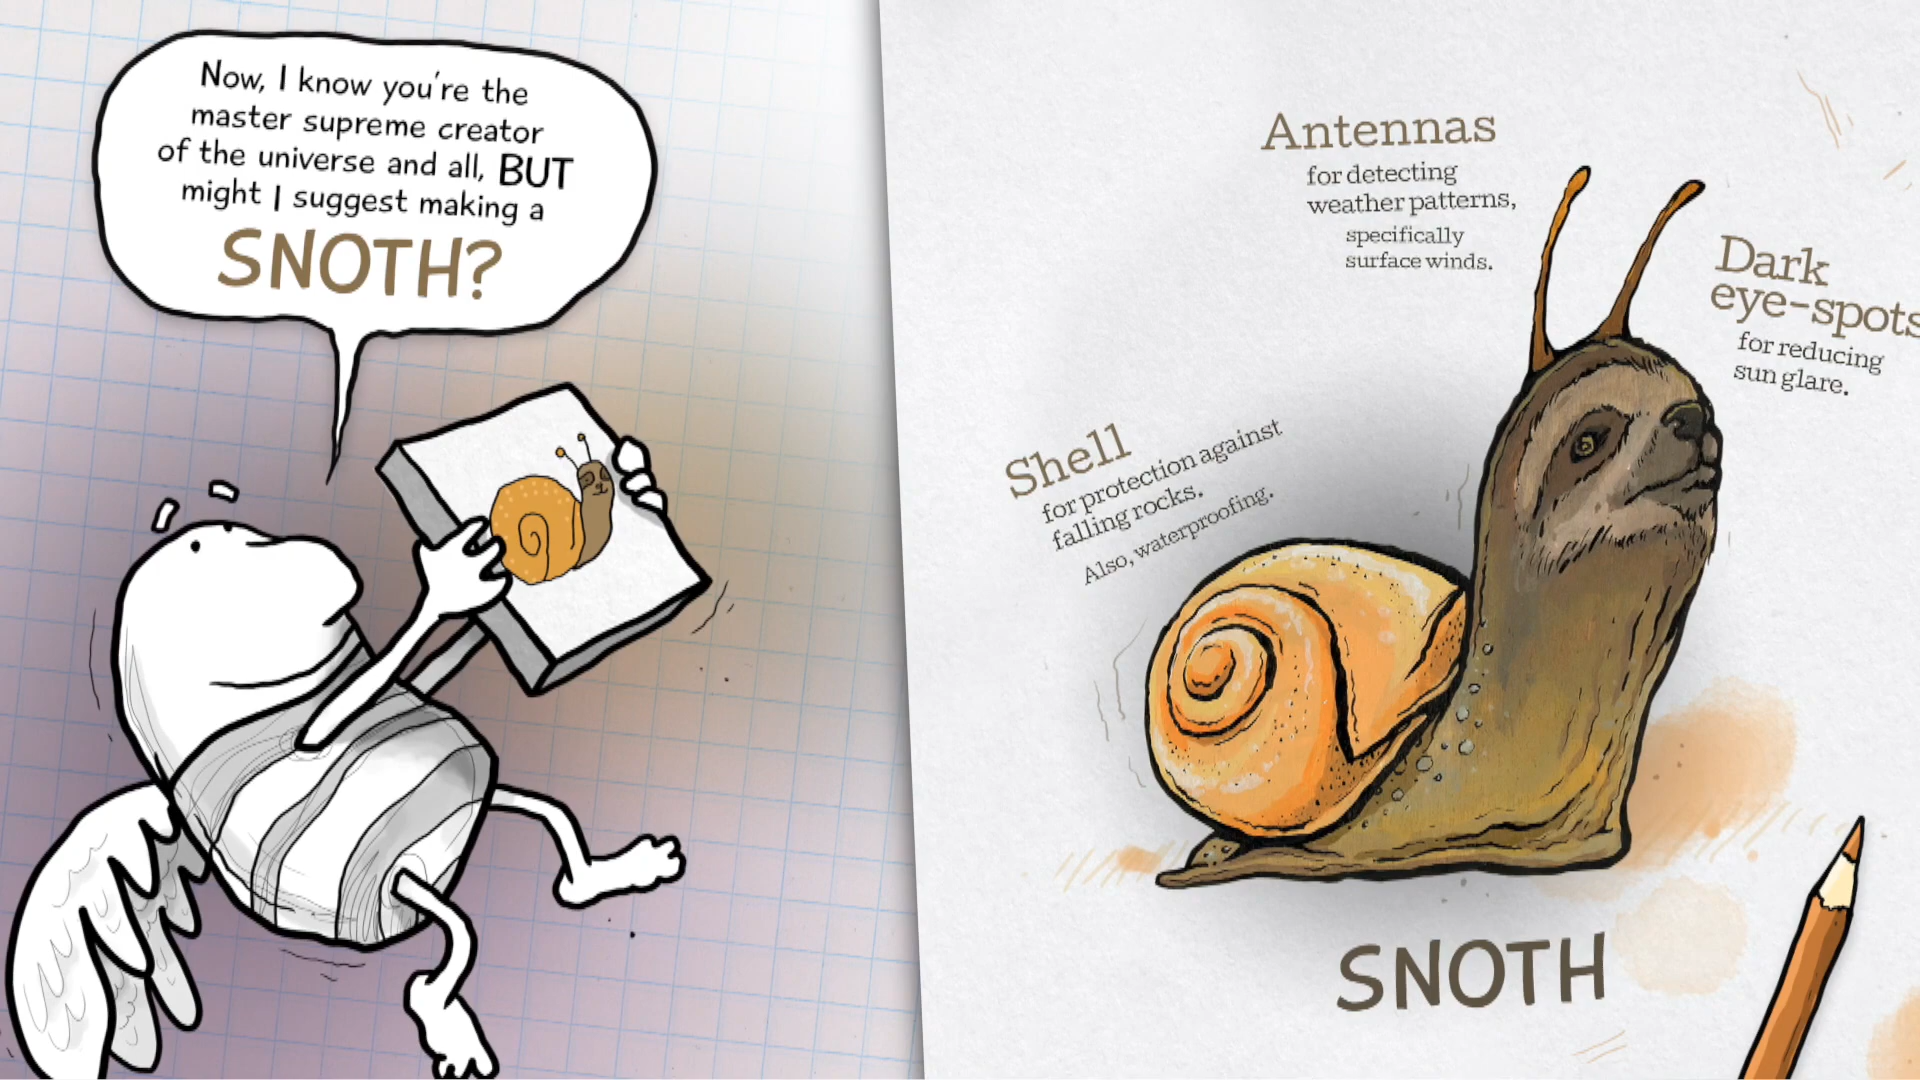 Now, I know you're the
master supreme creator
of the universe and all, BUT
might I suggest making a
SNOTH?
Antennas
for detecting
weather patterns,
specifically
surface winds.
Dark
eye-spots
for reducing
sun glare.
Shell
for protection against
falling rocks.
Also, waterproofing.
SNOTH